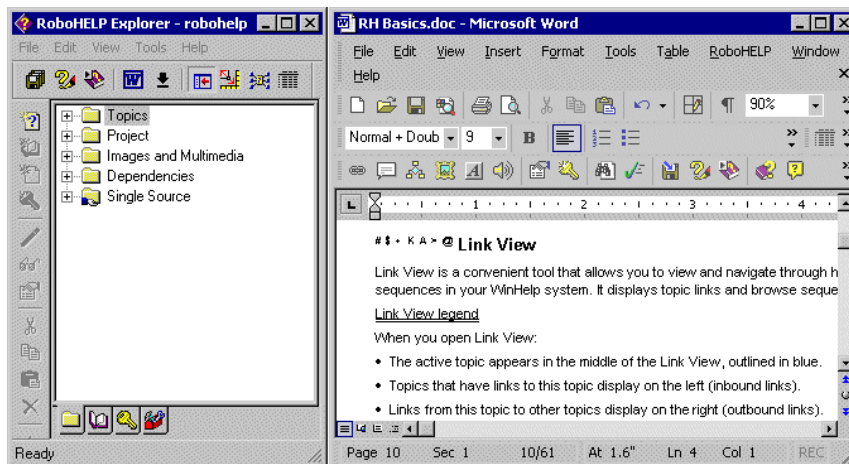 RoboHELP Explorer - robohelp
File Edit View Tools Help
Topics
Project
Images and Multimedia
Dependencies
Single Source
Ready
RH Basics.doc - Microsoft Word
File Edit View Insert Format Tools Table RoboHELP Window
Help
90%
Normal + Doub 9 B
1 2 3 4
# $ + K A > @ Link View
Link View is a convenient tool that allows you to view and navigate through h
sequences in your WinHelp system. It displays topic links and browse seque
Link View legend
When you open Link View:
• The active topic appears in the middle of the Link View, outlined in blue.
• Topics that have links to this topic display on the left (inbound links).
• Links from this topic to other topics display on the right (outbound links).
Page 10 Sec 1 10/61 At 1.6" Ln 4 Col 1 REC